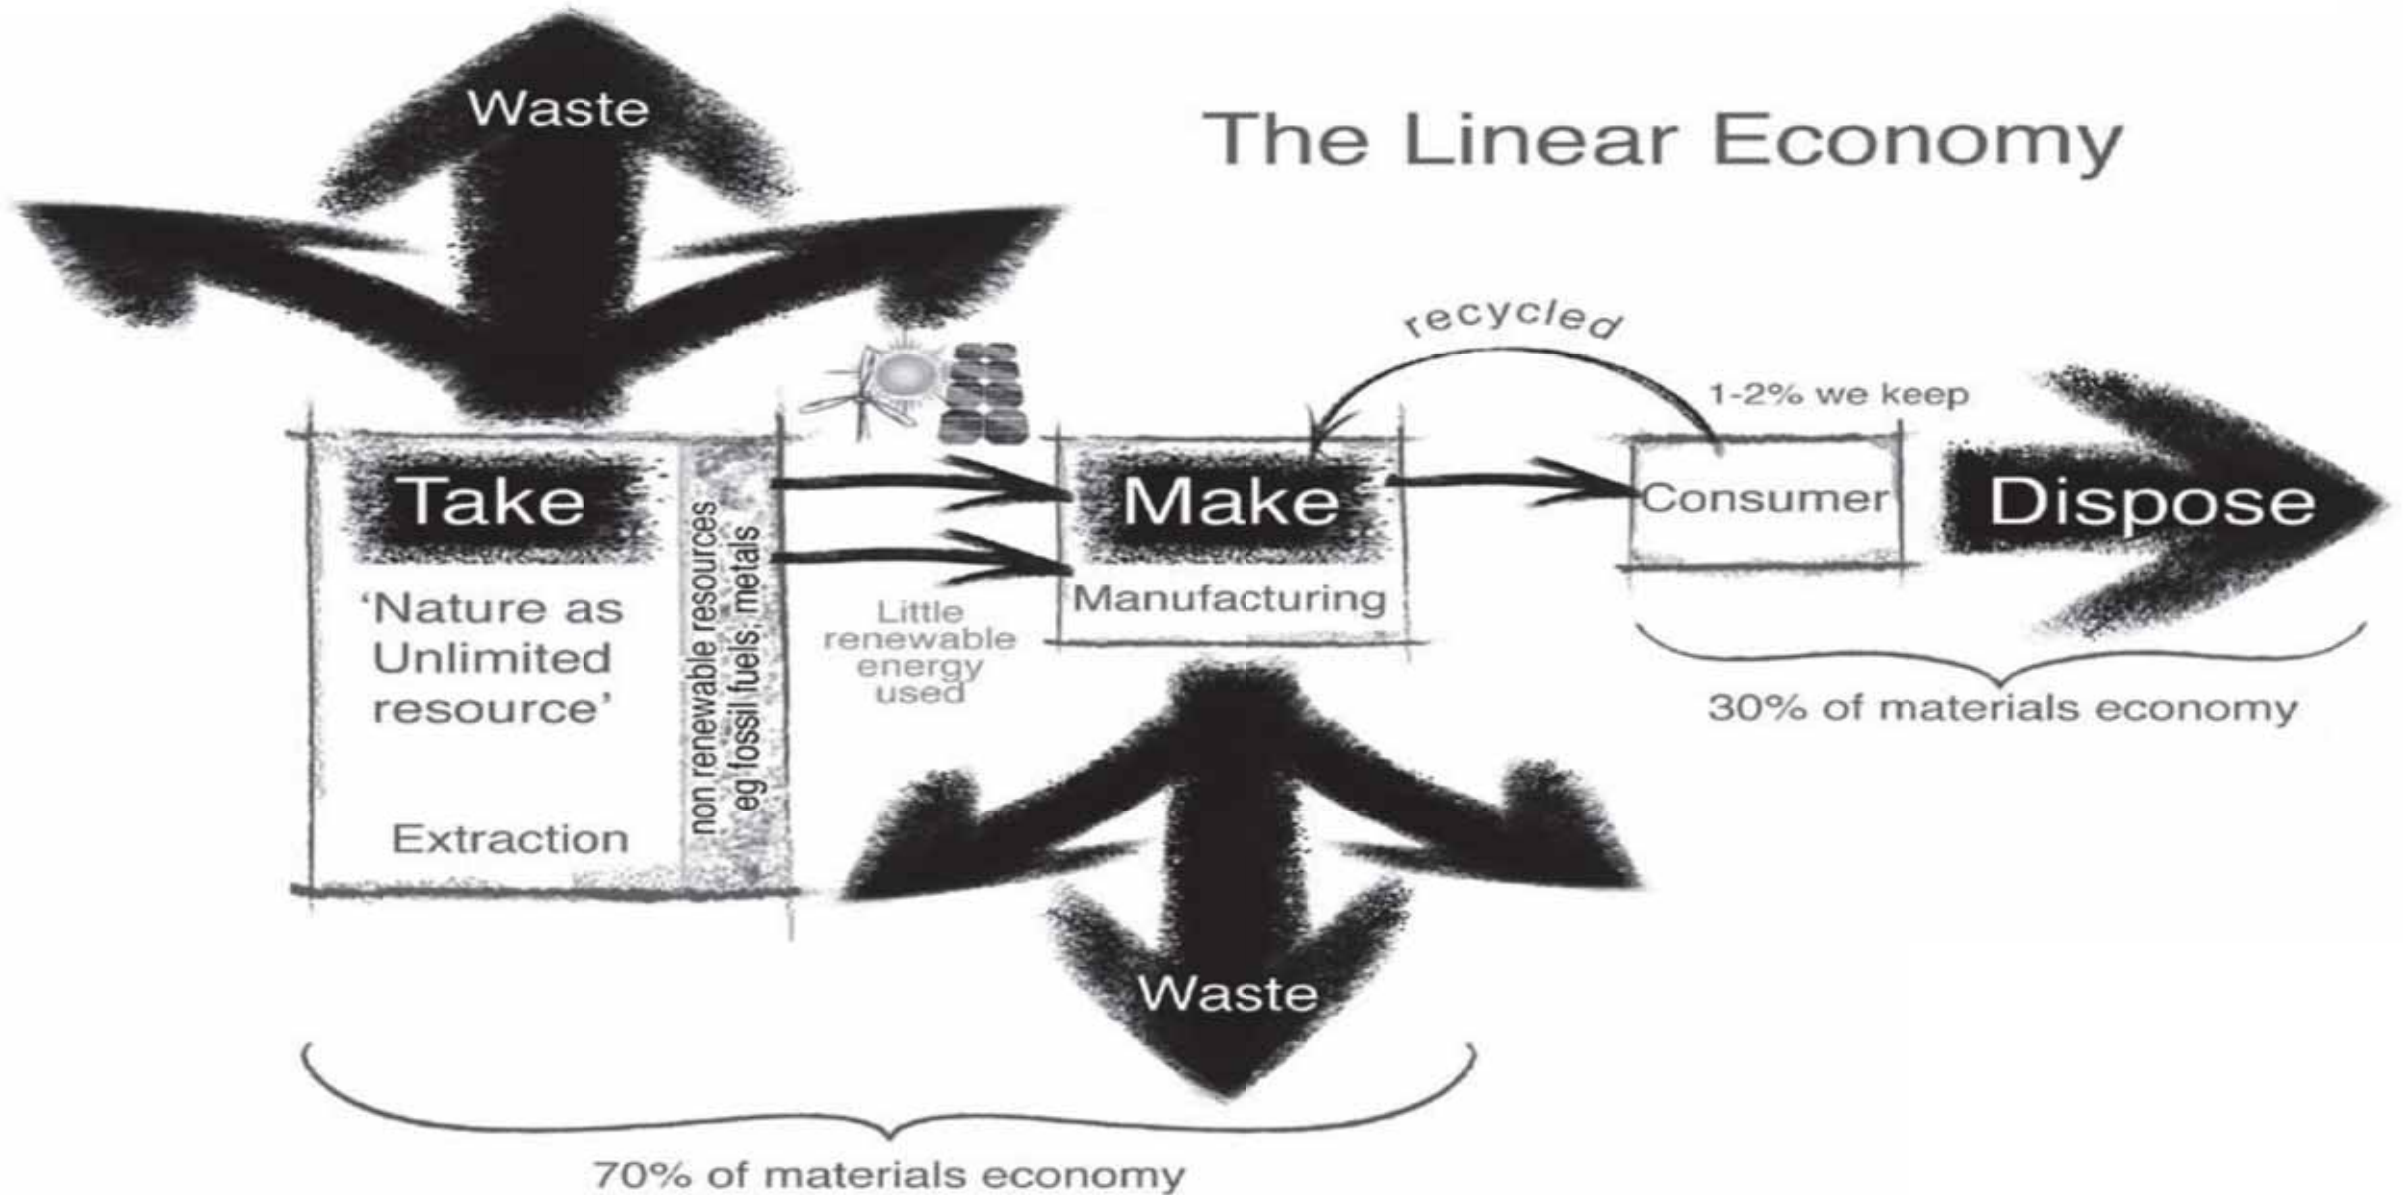 Waste
The Linear Economy
recycled
1-2% we keep
Take
Make
Consumer
Dispose
'Nature as
Unlimited
resource'
Extraction
non renewable resources
eg fossil fuels, metals
Little
renewable
energy
used
Manufacturing
30% of materials economy
Waste
70% of materials economy